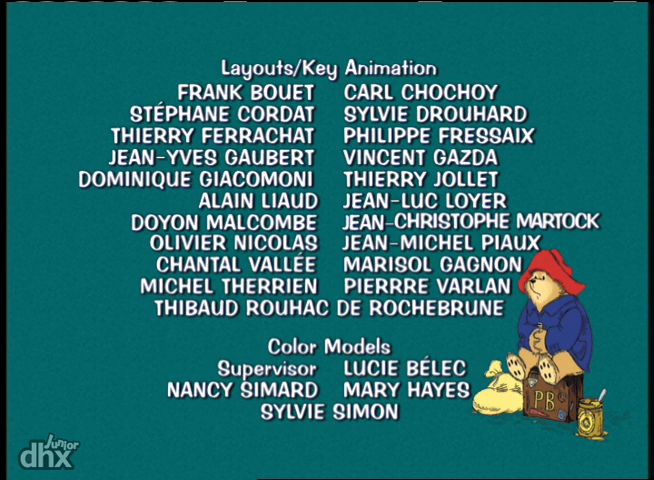 Layouts/Key Animation
FRANK BOUET CARL CHOCHOY
STÉPHANE CORDAT SYLVIE DROUHARD
THIERRY FERRACHAT PHILIPPE FRESSAIX
JEAN-YVES GAUBERT VINCENT GAZDA
DOMINIQUE GIACOMONI THIERRY JOLLET
ALAIN LIAUD JEAN-LUC LOYER
DOYON MALCOMBE JEAN-CHRISTOPHE MARTOCK
OLIVIER NICOLAS JEAN-MICHEL PIAUX
CHANTAL VALLÉE MARISOL GAGNON
MICHEL THERRIEN PIERRRE VARLAN
THIBAUD ROUHAC DE ROCHEBRUNE
Color Models
Supervisor LUCIE BÉLEC
NANCY SIMARD MARY HAYES
SYLVIE SIMON
PB
Junior
dhx